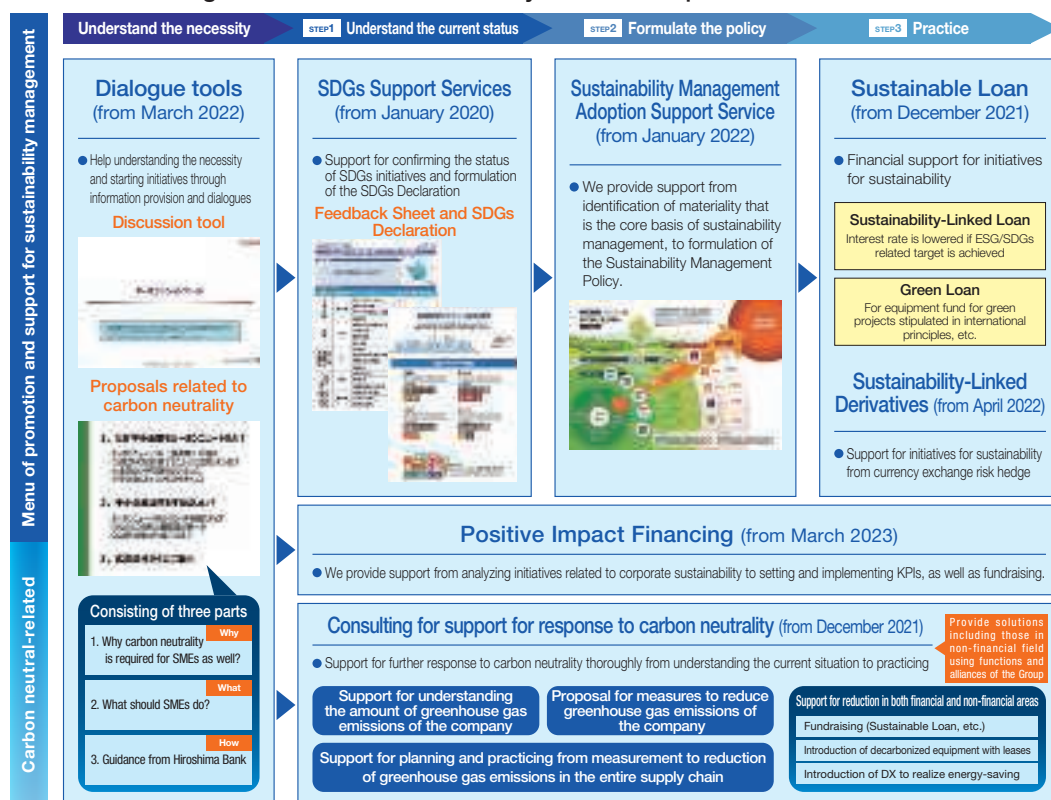 Understand the necessity
STEP1 Understand the current status
STEP2 Formulate the policy
STEP3 Practice
Menu of promotion and support for sustainability management
Carbon neutral-related
Dialogue tools
(from March 2022)
● Help understanding the necessity
and starting initiatives through
information provision and dialogues
Discussion tool
Proposals related to
carbon neutrality
Consisting of three parts
Why
1. Why carbon neutrality
is required for SMEs as well?
What
2. What should SMEs do?
How
3. Guidance from Hiroshima Bank
SDGs Support Services
(from January 2020)
● Support for confirming the status
of SDGs initiatives and formulation
of the SDGs Declaration
Feedback Sheet and SDGs
Declaration
Sustainability Management
Adoption Support Service
(from January 2022)
● We provide support from
identification of materiality that
is the core basis of sustainability
management, to formulation of
the Sustainability Management
Policy.
Sustainable Loan
(from December 2021)
● Financial support for initiatives
for sustainability
Sustainability-Linked Loan
Interest rate is lowered if ESG/SDGs
related target is achieved
Green Loan
For equipment fund for green
projects stipulated in international
principles, etc.
Sustainability-Linked
Derivatives (from April 2022)
● Support for initiatives for sustainability
from currency exchange risk hedge
Positive Impact Financing (from March 2023)
● We provide support from analyzing initiatives related to corporate sustainability to setting and implementing KPIs, as well as fundraising.
Consulting for support for response to carbon neutrality (from December 2021)
● Support for further response to carbon neutrality thoroughly from understanding the current situation to practicing
Provide solutions
including those in
non-financial field
using functions and
alliances of the Group
Support for understanding
the amount of greenhouse gas
emissions of the company
Proposal for measures to reduce
greenhouse gas emissions of
the company
Support for planning and practicing from measurement to reduction
of greenhouse gas emissions in the entire supply chain
Support for reduction in both financial and non-financial areas
Fundraising (Sustainable Loan, etc.)
Introduction of decarbonized equipment with leases
Introduction of DX to realize energy-saving